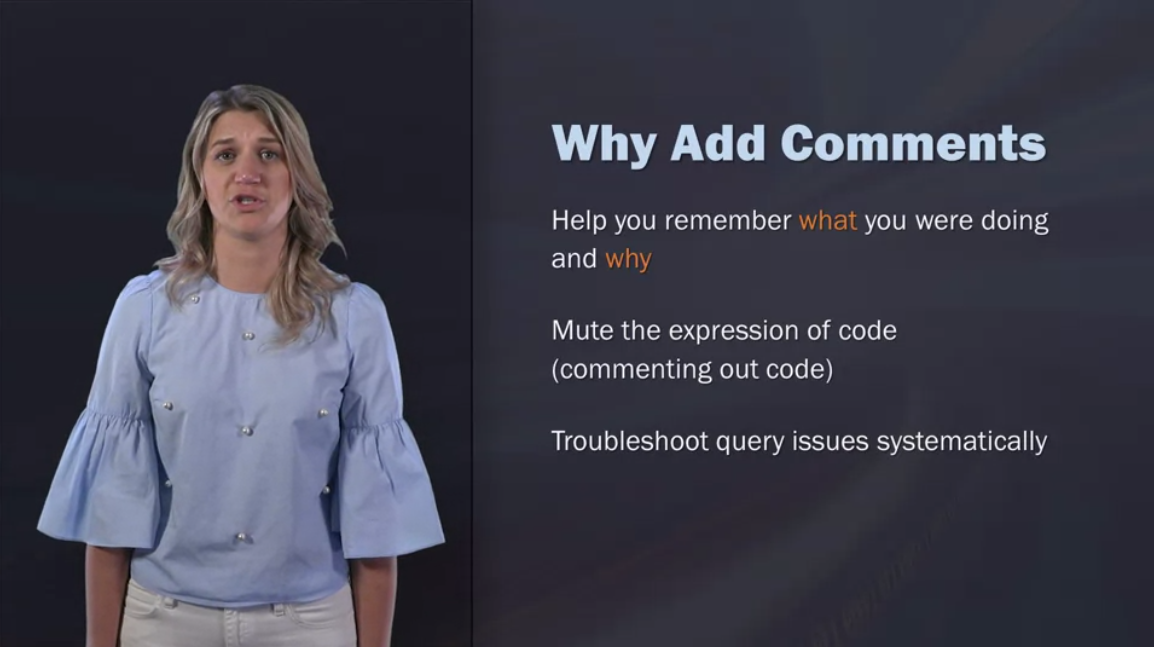 Why Add Comments
Help you remember what you were doing
and why
Mute the expression of code
(commenting out code)
Troubleshoot query issues systematically